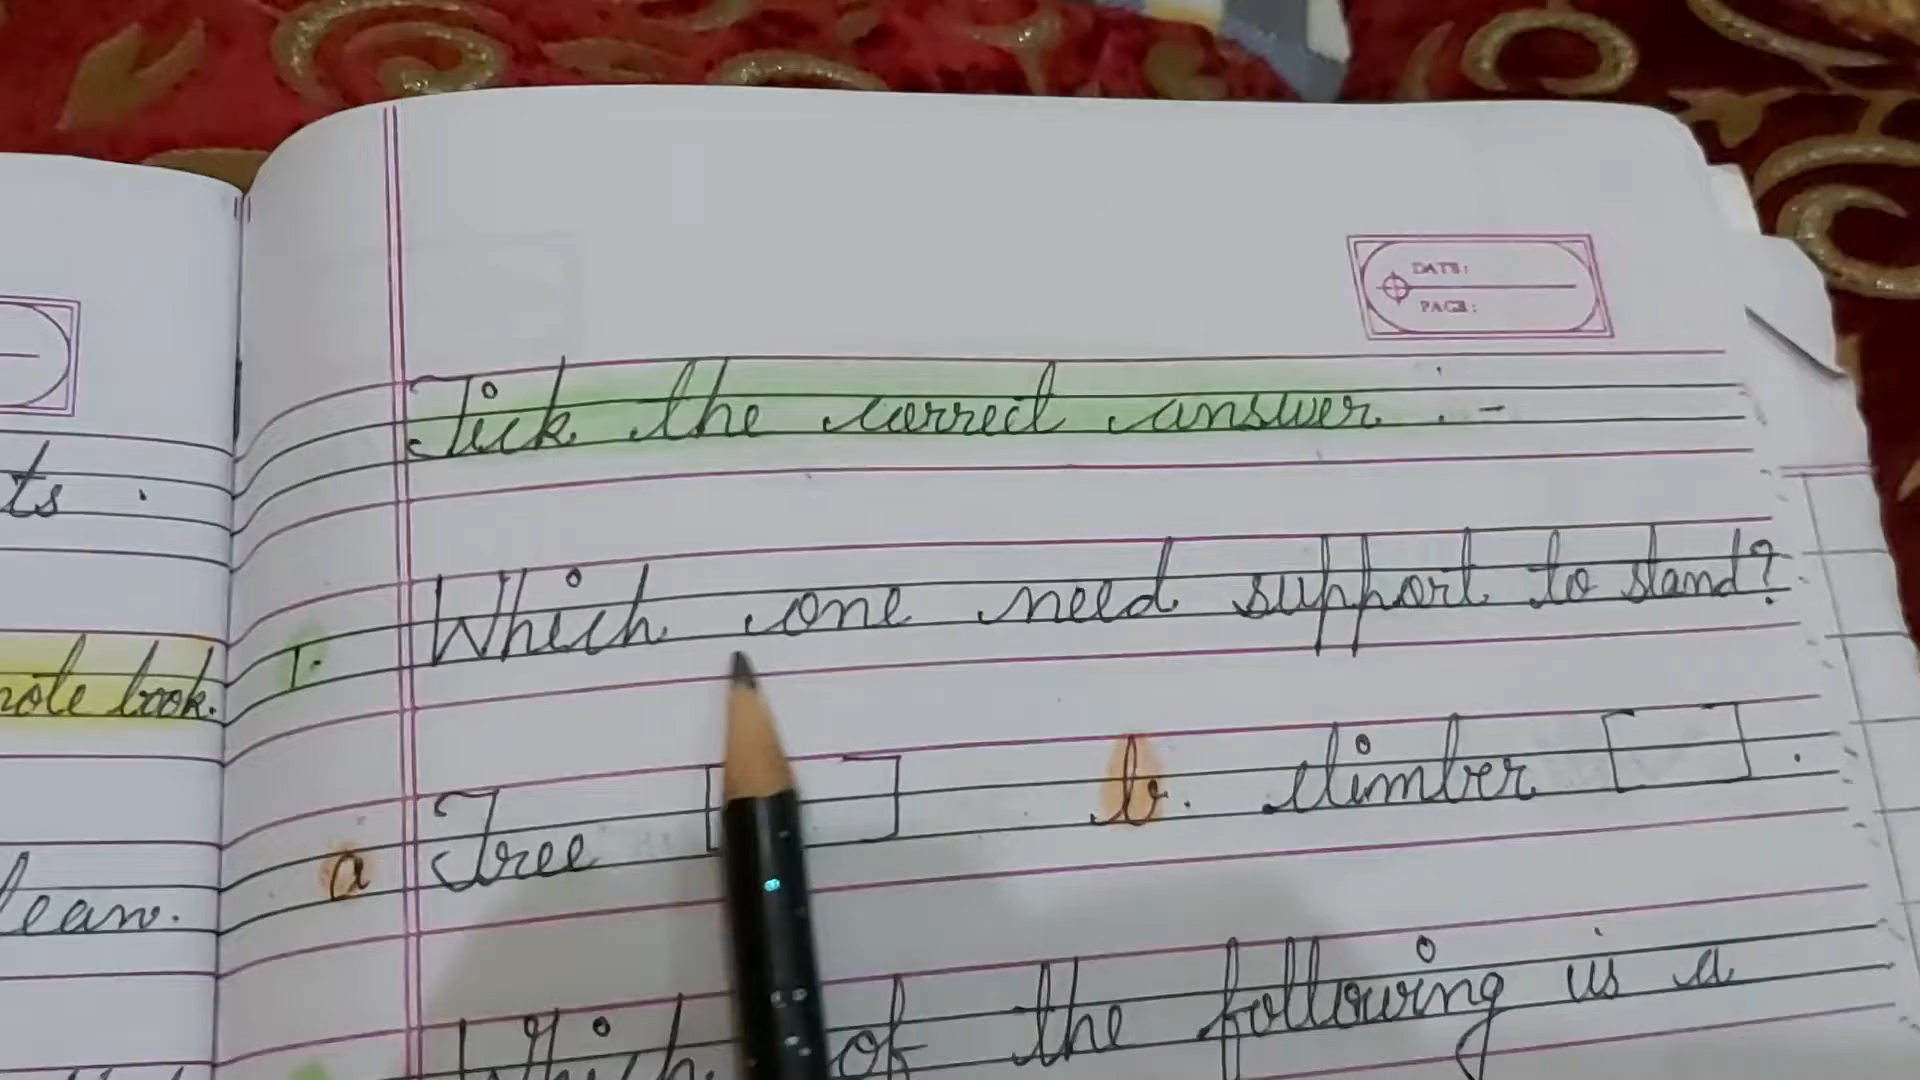 DATE:
PAGE:
Tick the correct answer :-
ts.
1. Which one need support to stand?
note book.
a Tree b. climber
lean.
Which of the following is a